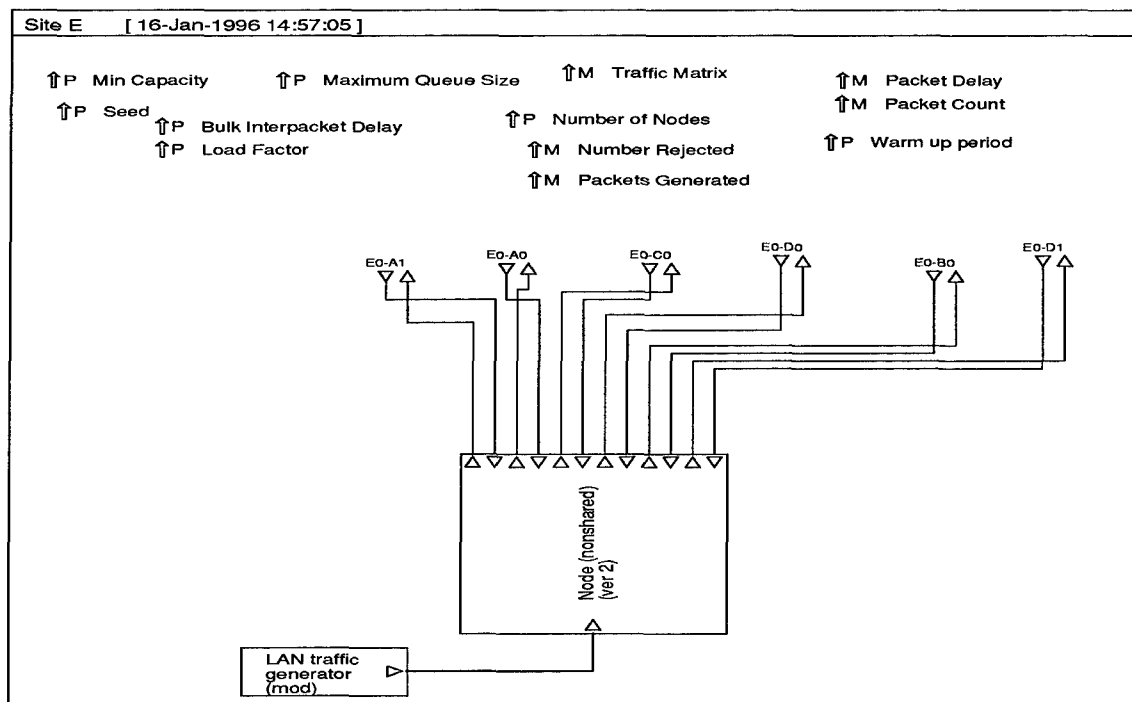 Site E [ 16-Jan-1996 14:57:05 ]
⇑P Min Capacity
⇑P Maximum Queue Size
⇑M Traffic Matrix
⇑M Packet Delay
⇑P Seed
⇑M Packet Count
⇑P Bulk Interpacket Delay
⇑P Number of Nodes
⇑P Load Factor
⇑M Number Rejected
⇑P Warm up period
⇑M Packets Generated
E0-A1
E0-A0
E0-C0
E0-D0
E0-B0
E0-D1
Node (nonshared)
(ver 2)
LAN traffic
generator
(mod)